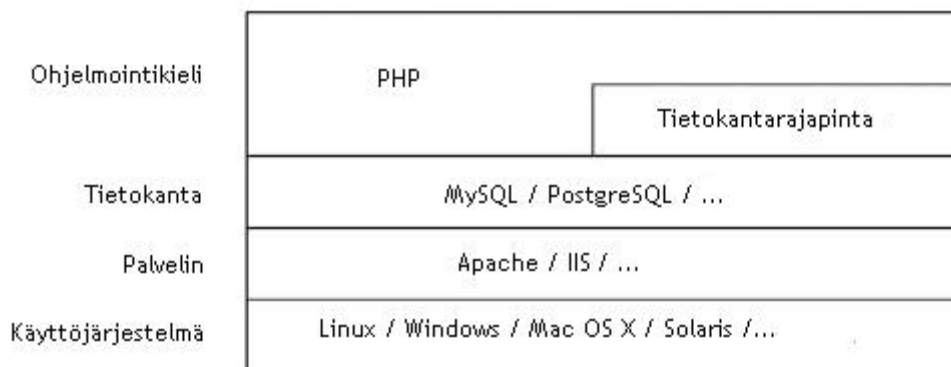 Ohjelmointikieli
PHP
Tietokantarajapinta
Tietokanta
MySQL / PostgreSQL / ...
Palvelin
Apache / IIS / ...
Käyttöjärjestelmä
Linux / Windows / Mac OS X / Solaris /...